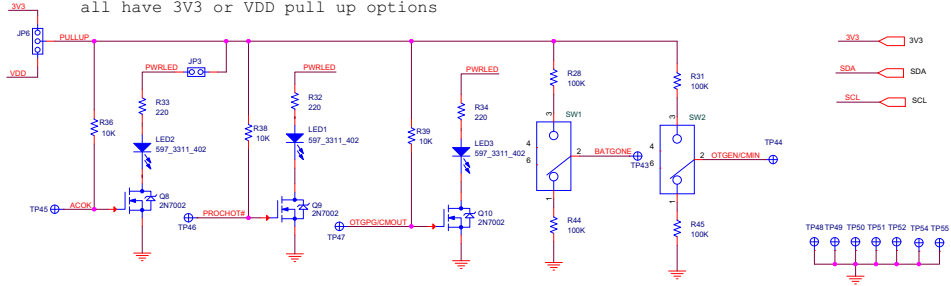 all have 3V3 or VDD pull up options
3V3
JP6
PULLUP
VDD
JP3
PWRLED
R33
220
R36
10K
LED2
597_3311_402
Q8
2N7002
TP45
ACOK
PWRLED
R32
220
R38
10K
LED1
597_3311_402
Q9
2N7002
TP46
PROCHOT#
PWRLED
R34
220
R39
10K
LED3
597_3311_402
Q10
2N7002
TP47
OTGPG/CMOUT
R28
100K
SW1
3
4
6
2
1
BATGONE
TP43
R44
100K
R31
100K
SW2
3
4
6
2
1
OTGEN/CMIN
TP44
R45
100K
3V3
3V3
SDA
SDA
SCL
SCL
TP48 TP49 TP50 TP51 TP52 TP54 TP55